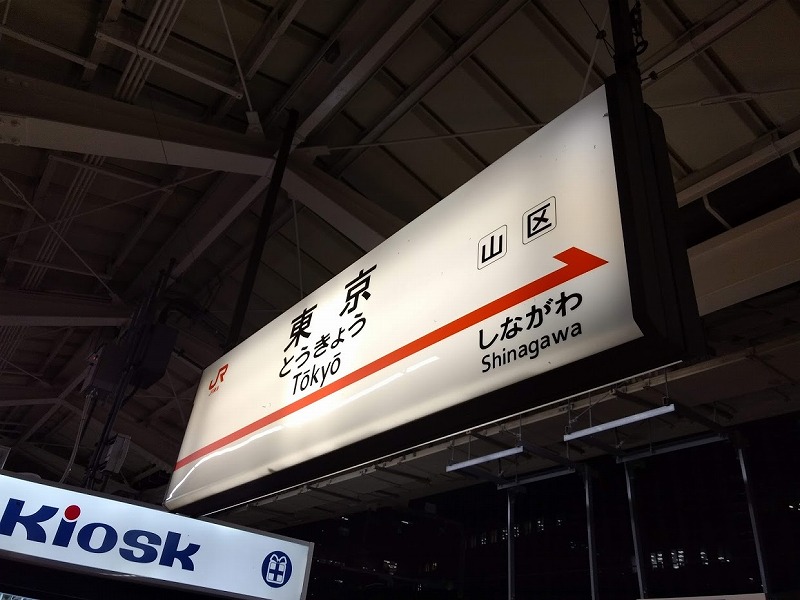 山 区
東京
とうきょう
Tōkyō
しながわ
Shinagawa
JR
Kiosk